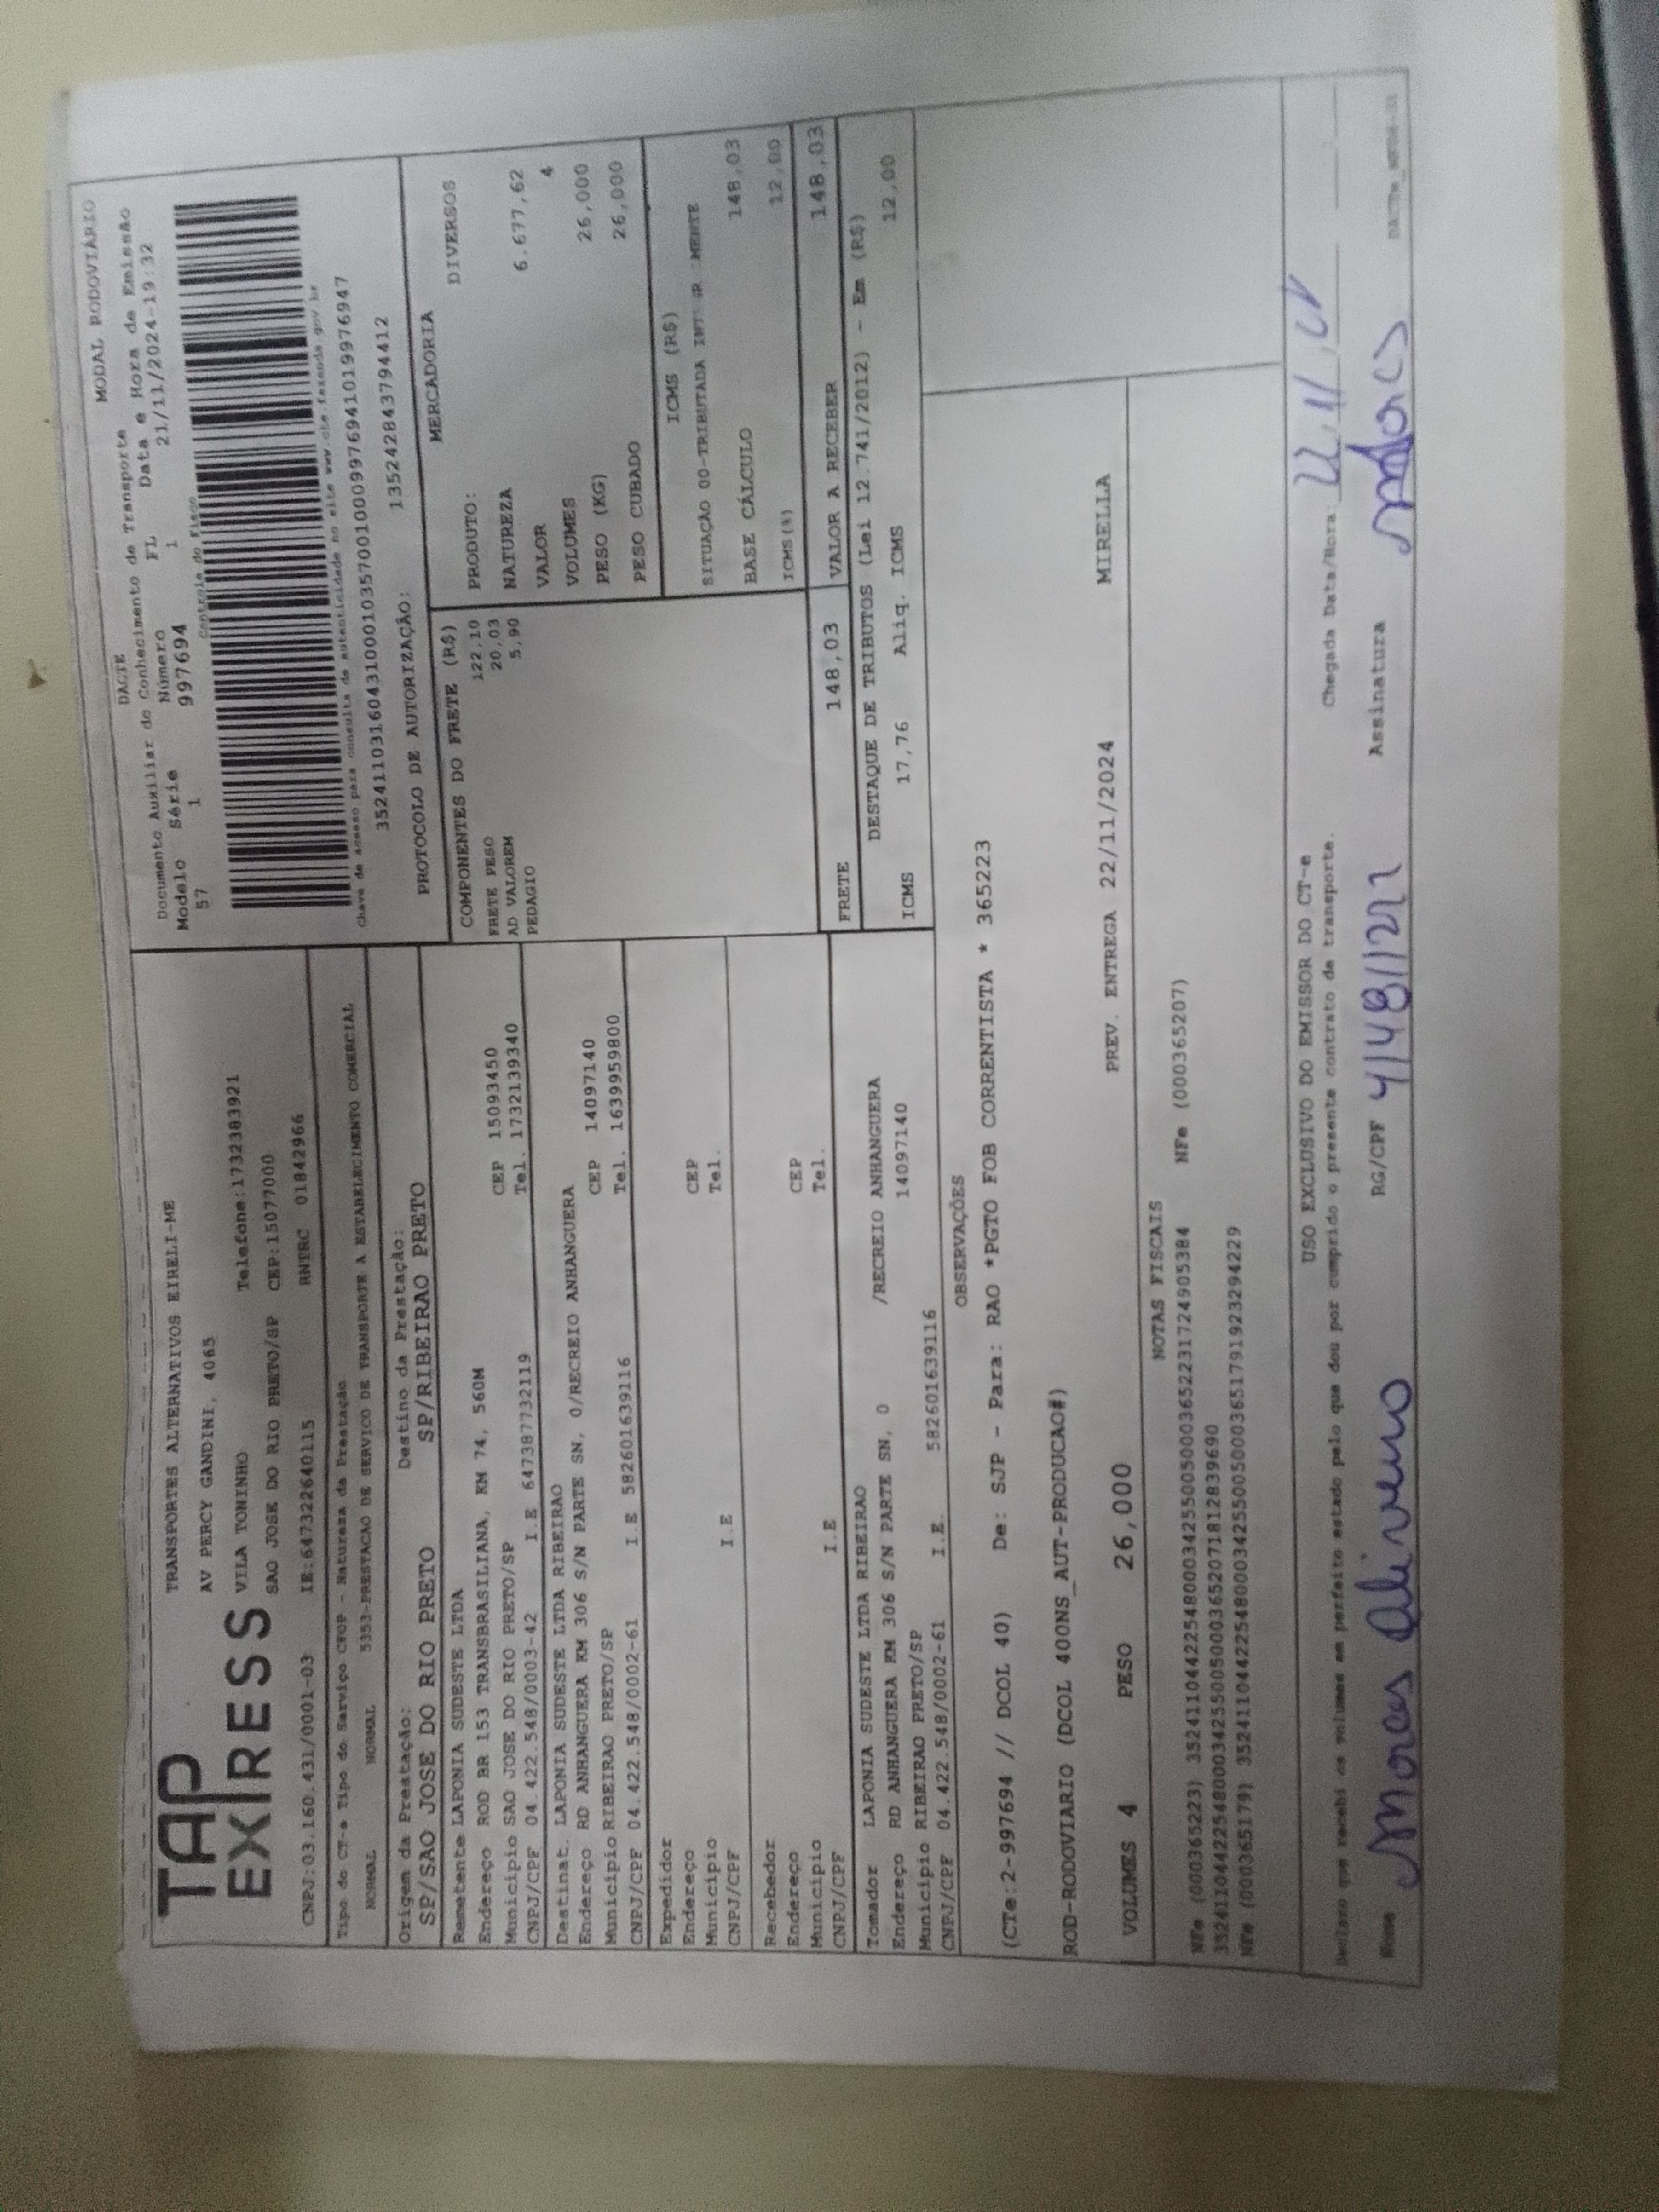 TAP
EXPRESS
TRANSPORTES ALTERNATIVOS EIRELI-ME
AV PERCY GANDINI, 4065
VILA TONINHO Telefone:1732383921
SAO JOSE DO RIO PRETO/SP CEP:15077000
CNPJ:03.160.431/0001-03 IE:647322640115 RNTRC 01842966
DACTE MODAL RODOVIÁRIO
Documento Auxiliar de Conhecimento de Transporte
Modelo Série Número FL Data e Hora de Emissão
57 1 997694 1 21/11/2024-19:32
Controle do Fisco
Chave de acesso para consulta de autenticidade no site www.cte.fazenda.gov.br
35241103160431000103570010009976941019976947
PROTOCOLO DE AUTORIZAÇÃO: 135242843794412
Tipo do CT-e Tipo do Serviço CFOP - Natureza da Prestação
NORMAL NORMAL 5353-PRESTACAO DE SERVICO DE TRANSPORTE A ESTABELECIMENTO COMERCIAL
Origem da Prestação: Destino da Prestação:
SP/SAO JOSE DO RIO PRETO SP/RIBEIRAO PRETO
Remetente LAPONIA SUDESTE LTDA
Endereço ROD BR 153 TRANSBRASILIANA, KM 74, 560M
Município SAO JOSE DO RIO PRETO/SP CEP 15093450
CNPJ/CPF 04.422.548/0003-42 I.E 647387732119 Tel. 1732139340
Destinat. LAPONIA SUDESTE LTDA RIBEIRAO
Endereço RD ANHANGUERA KM 306 S/N PARTE SN, 0/RECREIO ANHANGUERA
Município RIBEIRAO PRETO/SP CEP 14097140
CNPJ/CPF 04.422.548/0002-61 I.E 582601639116 Tel. 1639959800
Expedidor
Endereço CEP
Município Tel.
CNPJ/CPF I.E
Recebedor
Endereço CEP
Município Tel.
CNPJ/CPF I.E
Tomador LAPONIA SUDESTE LTDA RIBEIRAO
Endereço RD ANHANGUERA KM 306 S/N PARTE SN, 0 /RECREIO ANHANGUERA
Município RIBEIRAO PRETO/SP 14097140
CNPJ/CPF 04.422.548/0002-61 I.E. 582601639116
COMPONENTES DO FRETE (R$)
FRETE PESO 122,10
AD VALOREM 20,03
PEDAGIO 5,90
MERCADORIA
PRODUTO: DIVERSOS
NATUREZA
VALOR 6.677,62
VOLUMES 4
PESO (KG) 26,000
PESO CUBADO 26,000
ICMS (R$)
SITUAÇÃO 00-TRIBUTADA
BASE CÁLCULO 148,03
ICMS(%) 12,00
FRETE 148,03 VALOR A RECEBER 148,03
DESTAQUE DE TRIBUTOS (Lei 12.741/2012) - Em (R$)
ICMS 17,76 Aliq. ICMS 12,00
OBSERVAÇÕES
(CTe:2-997694 // DCOL 40) De: SJP - Para: RAO *PGTO FOB CORRENTISTA * 365223
ROD-RODOVIARIO (DCOL 400NS_AUT-PRODUCAO#)
VOLUMES 4 PESO 26,000 PREV. ENTREGA 22/11/2024 MIRELLA
NOTAS FISCAIS
NFe (000365223) 35241104422548000342550050003652231724905384 NFe (000365207)
35241104422548000342550050003652071812839690
NFe (000365179) 35241104422548000342550050003651791923294229
USO EXCLUSIVO DO EMISSOR DO CT-e
Declaro que recebi os volumes em perfeito estado pelo que dou por cumprido o presente contrato de transporte. Chegada Data/Hora:
Nome RG/CPF Assinatura